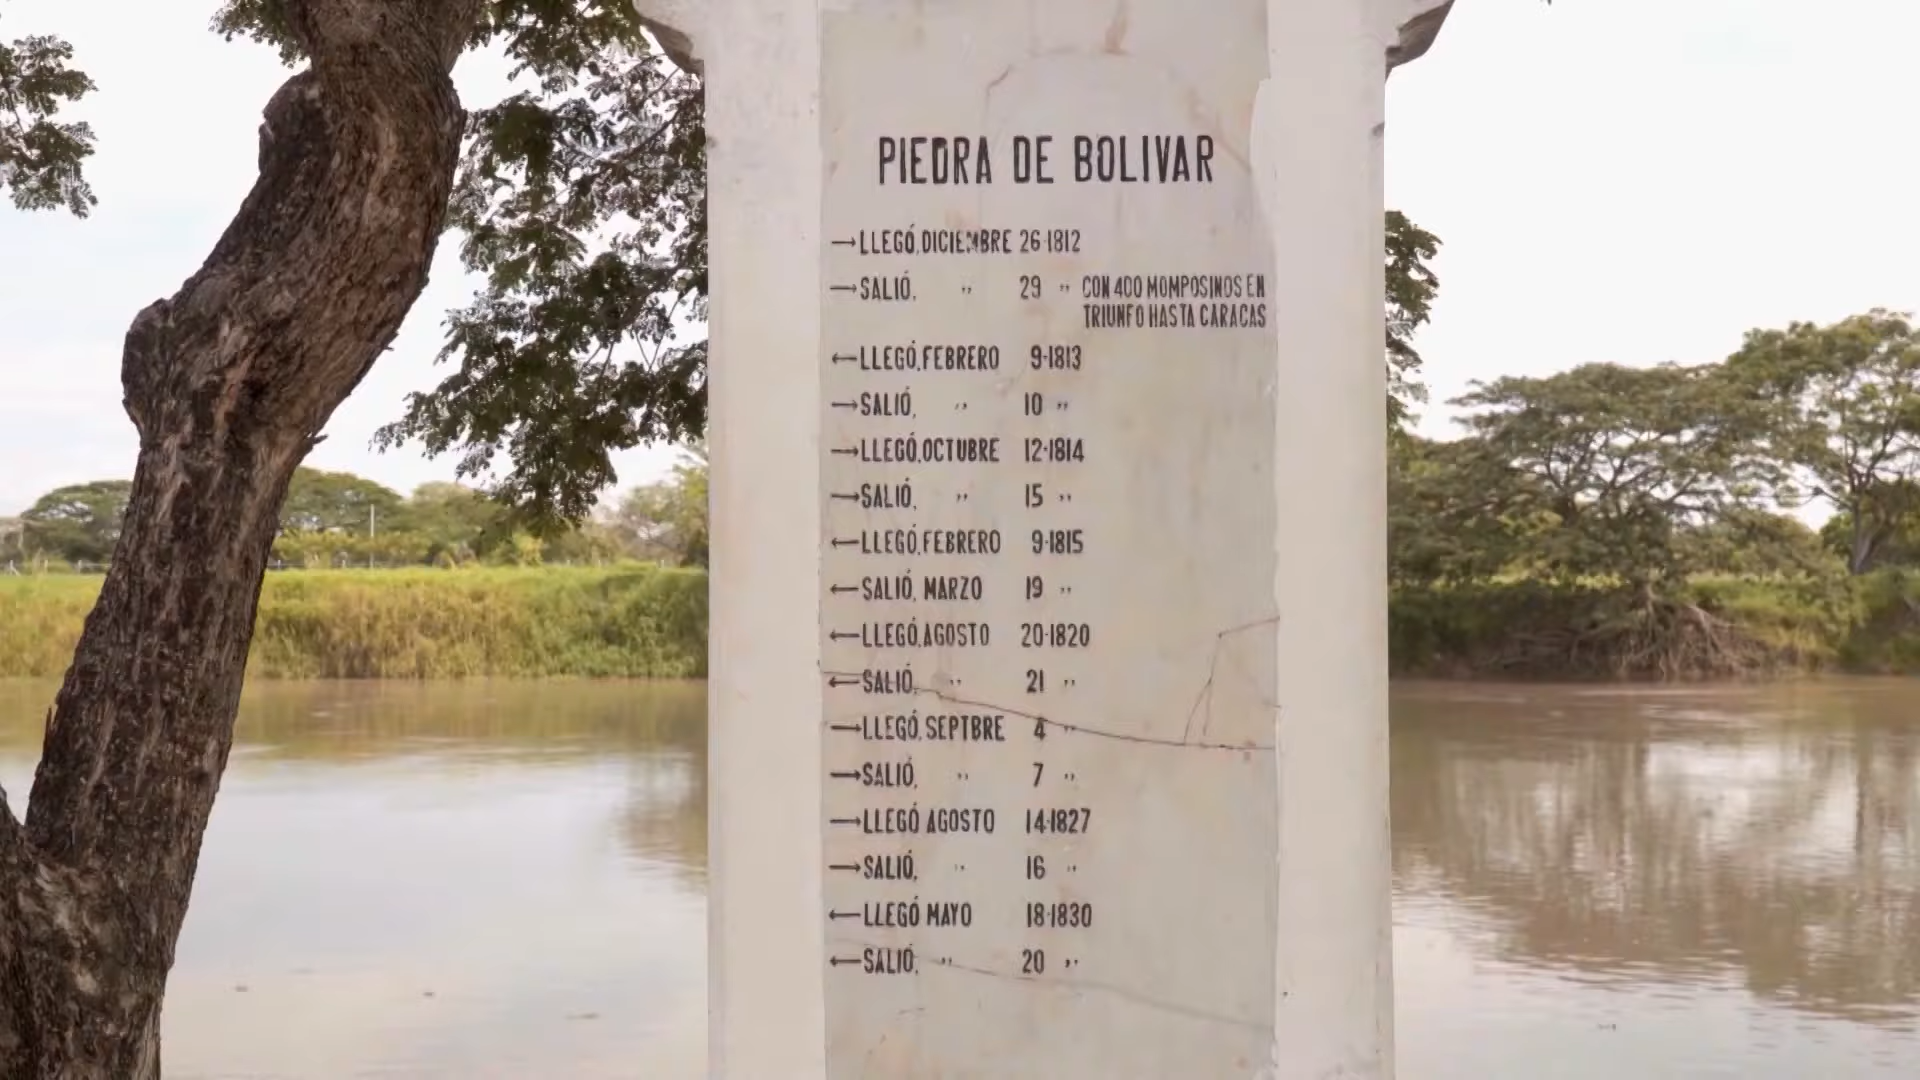 PIEDRA DE BOLIVAR
→LLEGÓ, DICIEMBRE 26-1812
→SALIÓ, " 29 " CON 400 MOMPOSINOS EN
TRIUNFO HASTA CARACAS
←LLEGÓ, FEBRERO 9-1813
→SALIÓ, " 10 "
→LLEGÓ, OCTUBRE 12-1814
→SALIÓ, " 15 "
←LLEGÓ, FEBRERO 9-1815
←SALIÓ, MARZO 19 "
←LLEGÓ, AGOSTO 20-1820
←SALIÓ, " 21 "
←LLEGÓ, SEPTBRE 4 "
→SALIÓ, " 7 "
→LLEGÓ AGOSTO 14-1827
→SALIÓ, " 16 "
←LLEGÓ MAYO 18-1830
←SALIÓ, " 20 "